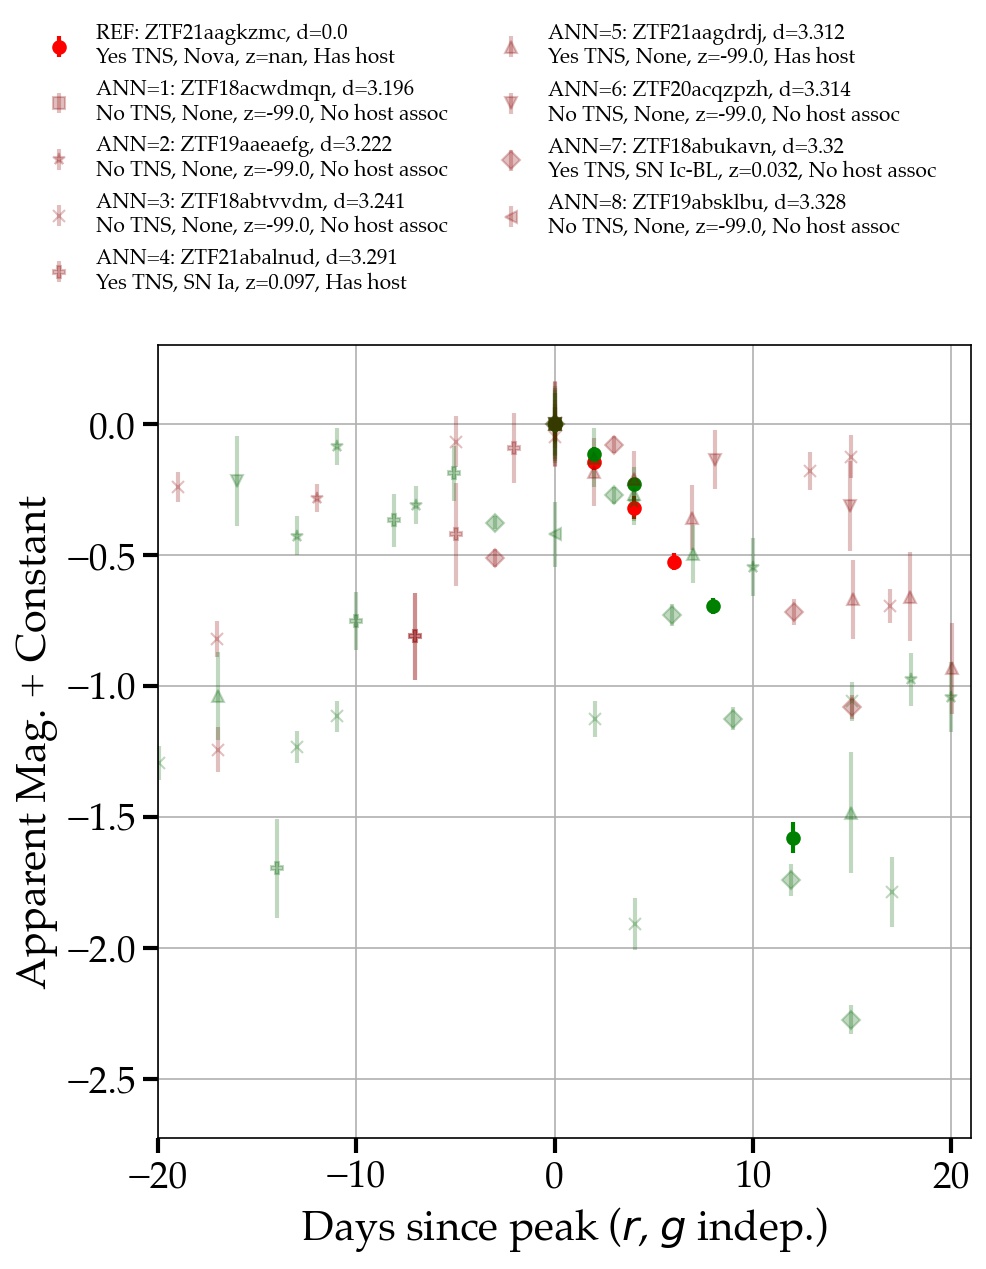 REF: ZTF21aagkzmc, d=0.0
Yes TNS, Nova, z=nan, Has host
ANN=1: ZTF18acwdmqn, d=3.196
No TNS, None, z=-99.0, No host assoc
ANN=2: ZTF19aaeaefg, d=3.222
No TNS, None, z=-99.0, No host assoc
ANN=3: ZTF18abtvvdm, d=3.241
No TNS, None, z=-99.0, No host assoc
ANN=4: ZTF21abalnud, d=3.291
Yes TNS, SN Ia, z=0.097, Has host
ANN=5: ZTF21aagdrdj, d=3.312
Yes TNS, None, z=-99.0, Has host
ANN=6: ZTF20acqzpzh, d=3.314
No TNS, None, z=-99.0, No host assoc
ANN=7: ZTF18abukavn, d=3.32
Yes TNS, SN Ic-BL, z=0.032, No host assoc
ANN=8: ZTF19absklbu, d=3.328
No TNS, None, z=-99.0, No host assoc
Apparent Mag. + Constant
0.0
−0.5
−1.0
−1.5
−2.0
−2.5
−20
−10
0
10
20
Days since peak (r, g indep.)